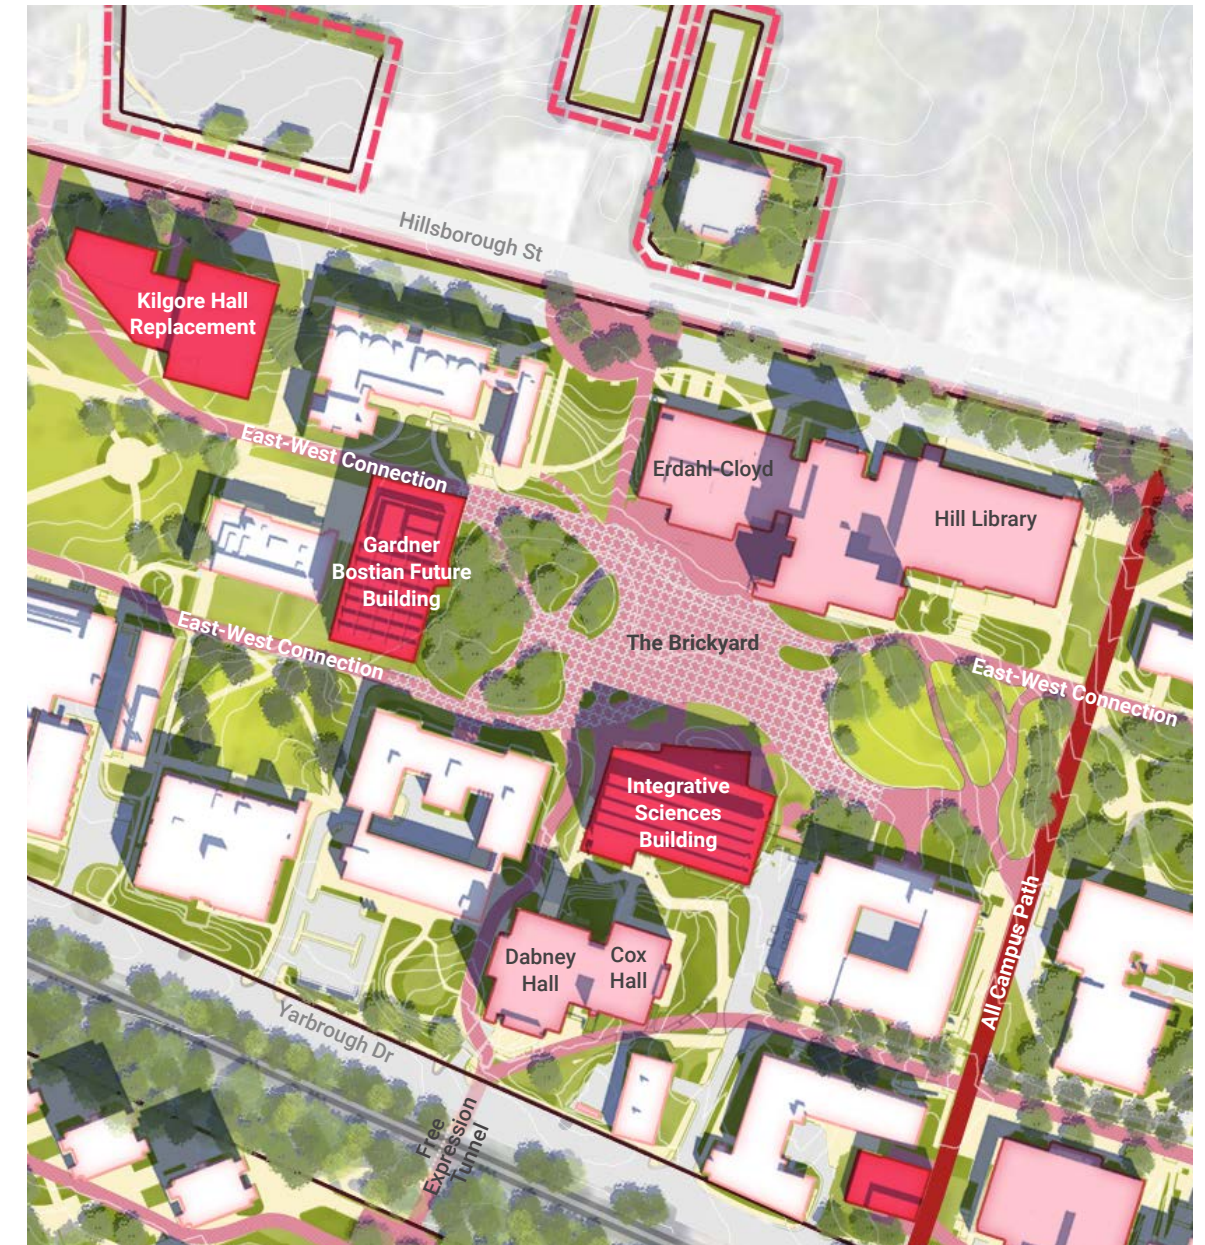 Hillsborough St
Kilgore Hall
Replacement
East-West Connection
Erdahl-Cloyd
Hill Library
Gardner
Bostian Future
Building
East-West Connection
The Brickyard
East-West Connection
Integrative
Sciences
Building
All Campus Path
Dabney
Hall
Cox
Hall
Yarbrough Dr
Free
Expression
Tunnel